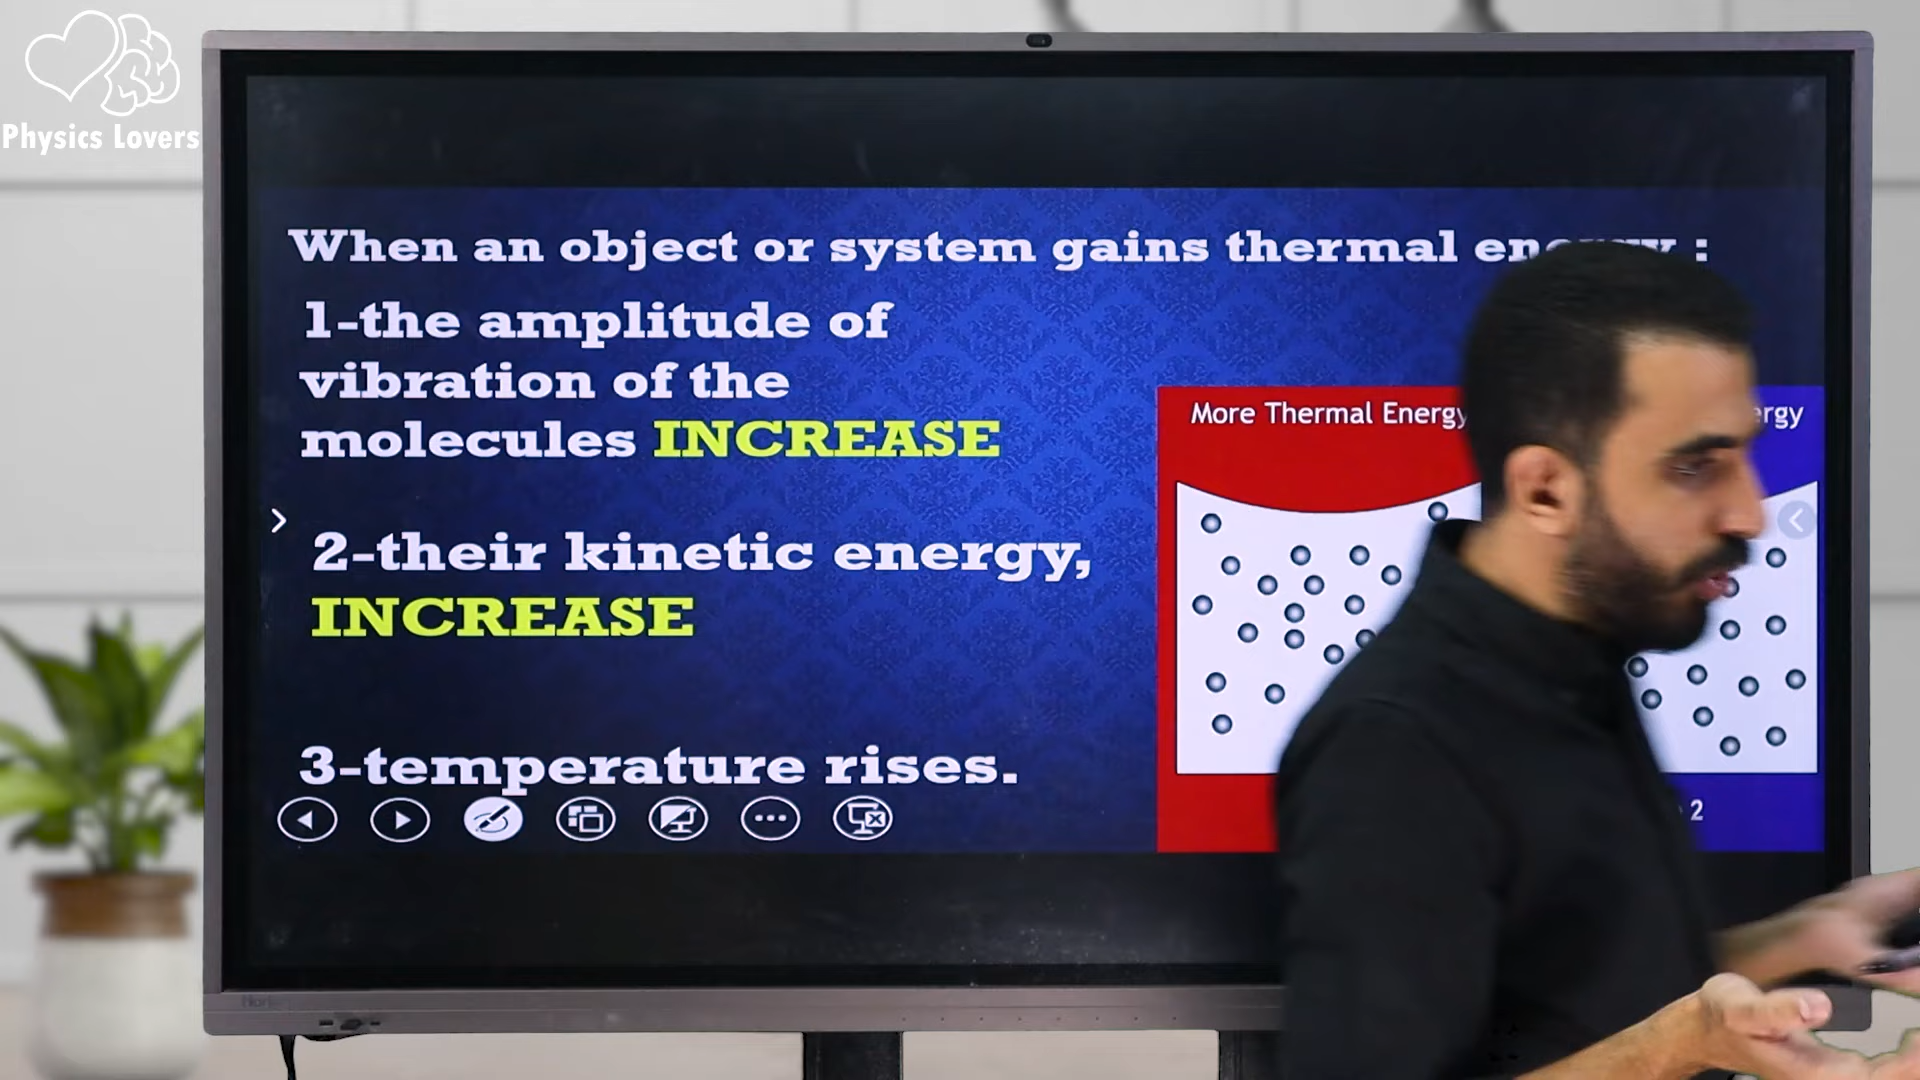 Physics Lovers
When an object or system gains thermal energy :
1-the amplitude of
vibration of the
molecules INCREASE
2-their kinetic energy,
INCREASE
3-temperature rises.
More Thermal Energy
2